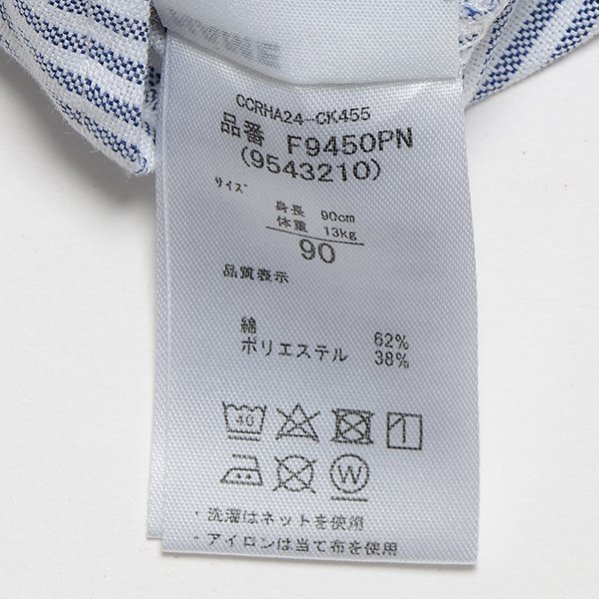 CCRHA24-CK455
品番 F9450PN
(9543210)
サイズ
身長 90cm
体重 13kg
90
品質表示
綿 62%
ポリエステル 38%
40
W
・洗濯はネットを使用
・アイロンは当て布を使用